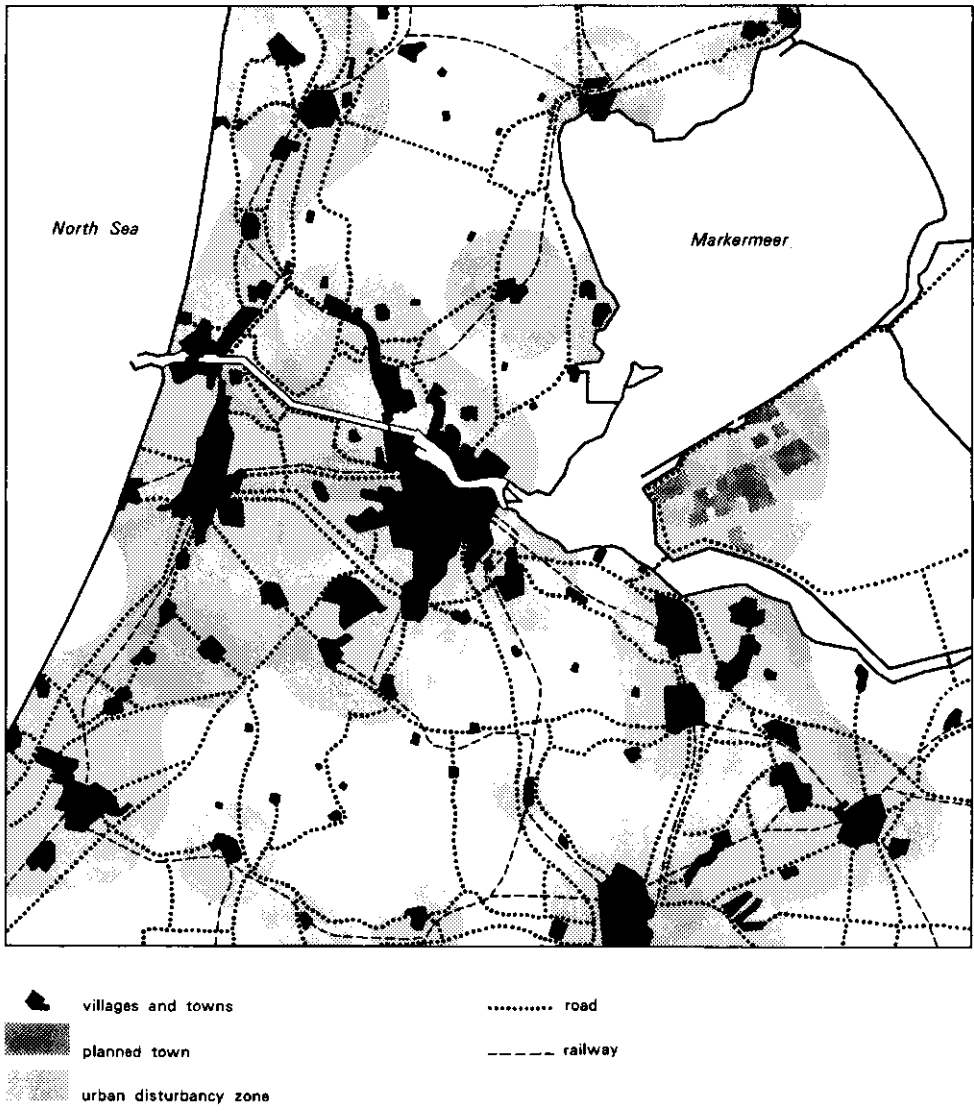 North Sea
Markermeer
villages and towns
planned town
urban disturbancy zone
road
railway